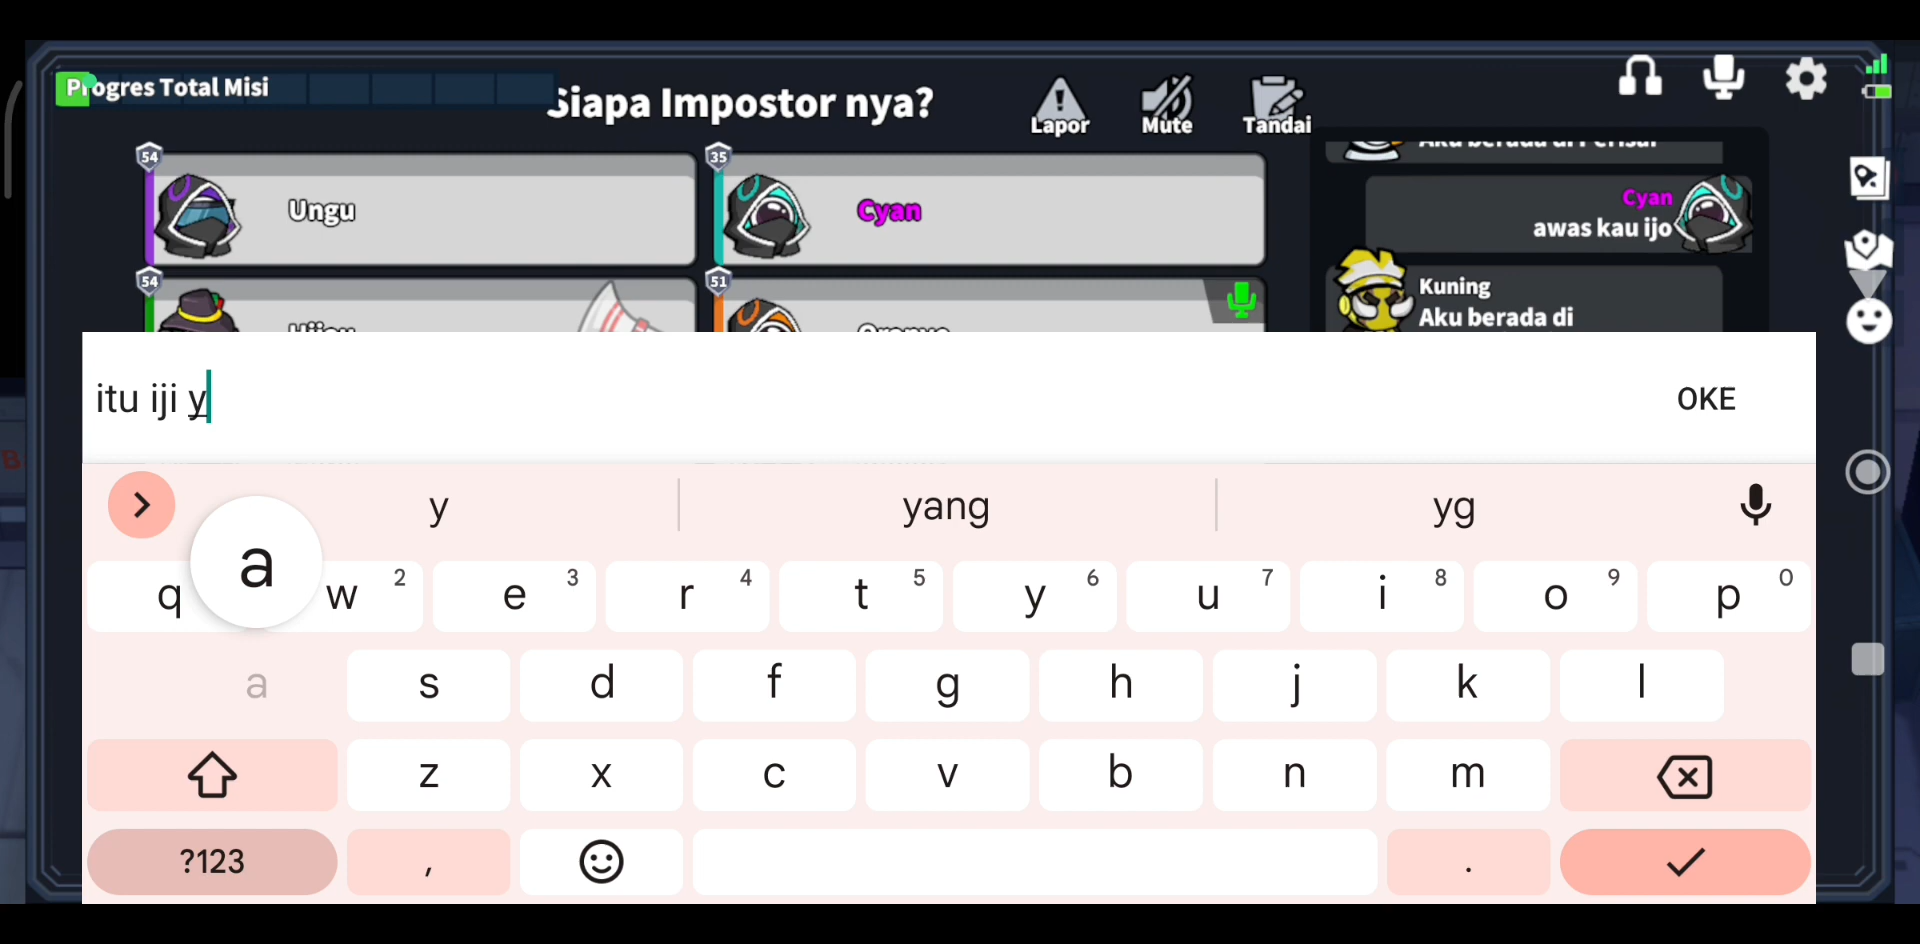 Progres Total Misi
Siapa Impostor nya?
Lapor
Mute
Tandai
54
Ungu
35
Cyan
54
51
Cyan
awas kau ijo
Kuning
Aku berada di
itu iji y
OKE
y
yang
yg
a
q
w 2
e 3
r 4
t 5
y 6
u 7
i 8
o 9
p 0
a
s
d
f
g
h
j
k
l
z
x
c
v
b
n
m
?123
,
.